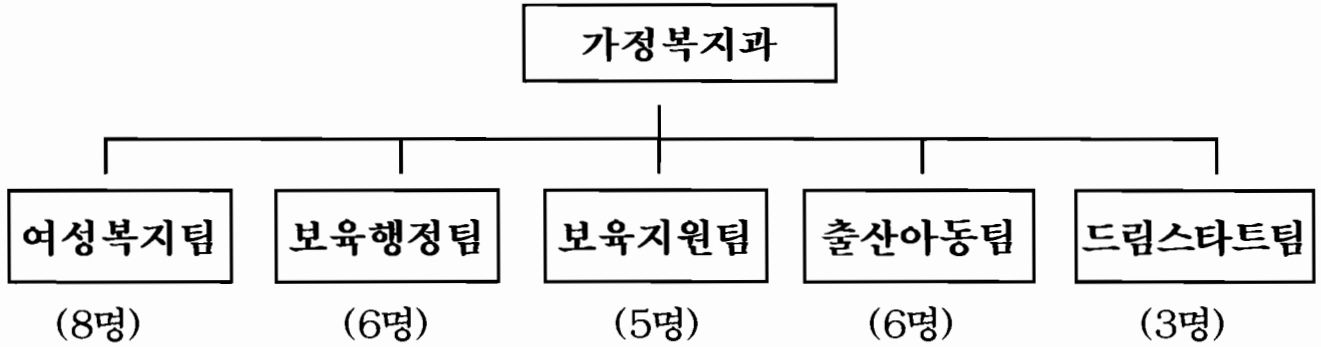 가정복지과
여성복지팀 보육행정팀 보육지원팀 출산아동팀 드림스타트팀
(8명) (6명) (5명) (6명) (3명)